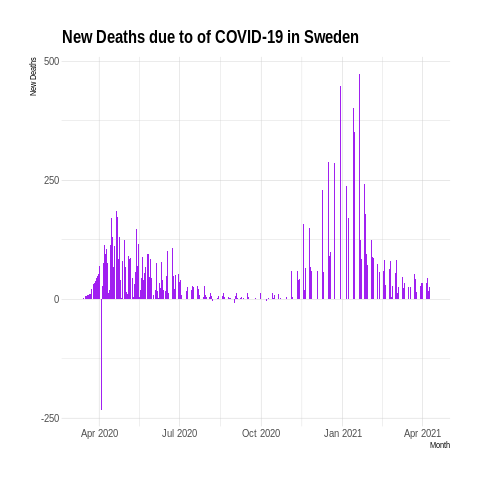 New Deaths due to of COVID-19 in Sweden
New Deaths
500
250
0
-250
Apr 2020 Jul 2020 Oct 2020 Jan 2021 Apr 2021
Month